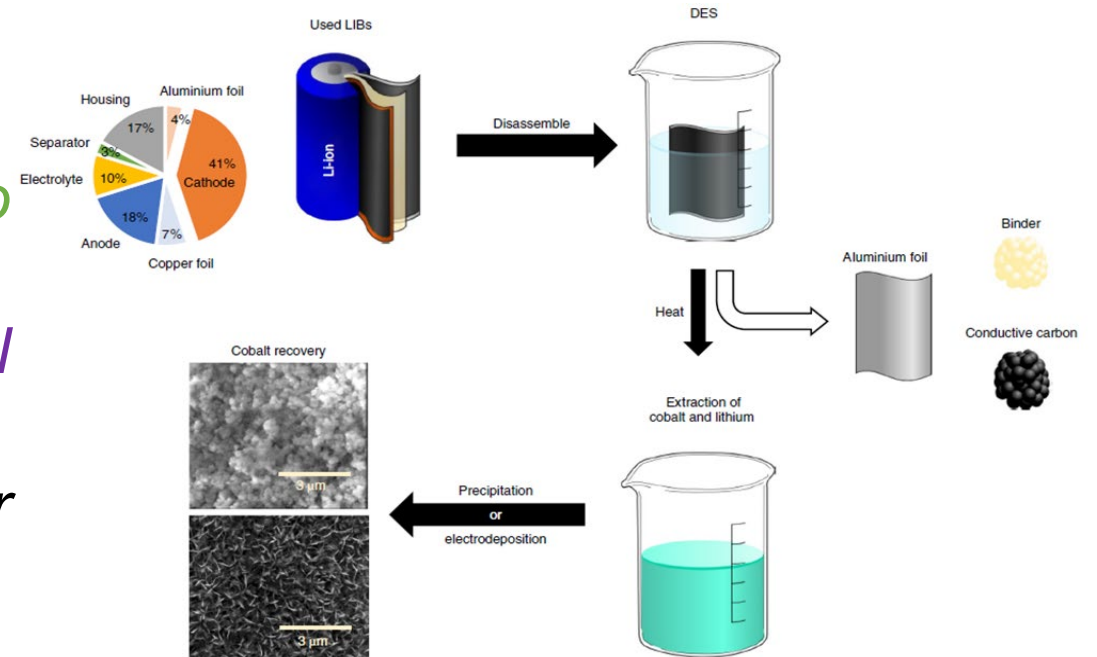 Used LIBs
DES
Housing
Aluminium foil
17%
4%
Separator
3%
41%
Cathode
Electrolyte
10%
18%
7%
Anode
Copper foil
Li-ion
Disassemble
Binder
Aluminium foil
Heat
Conductive carbon
Cobalt recovery
Extraction of
cobalt and lithium
3 µm
Precipitation
or
electrodeposition
3 µm